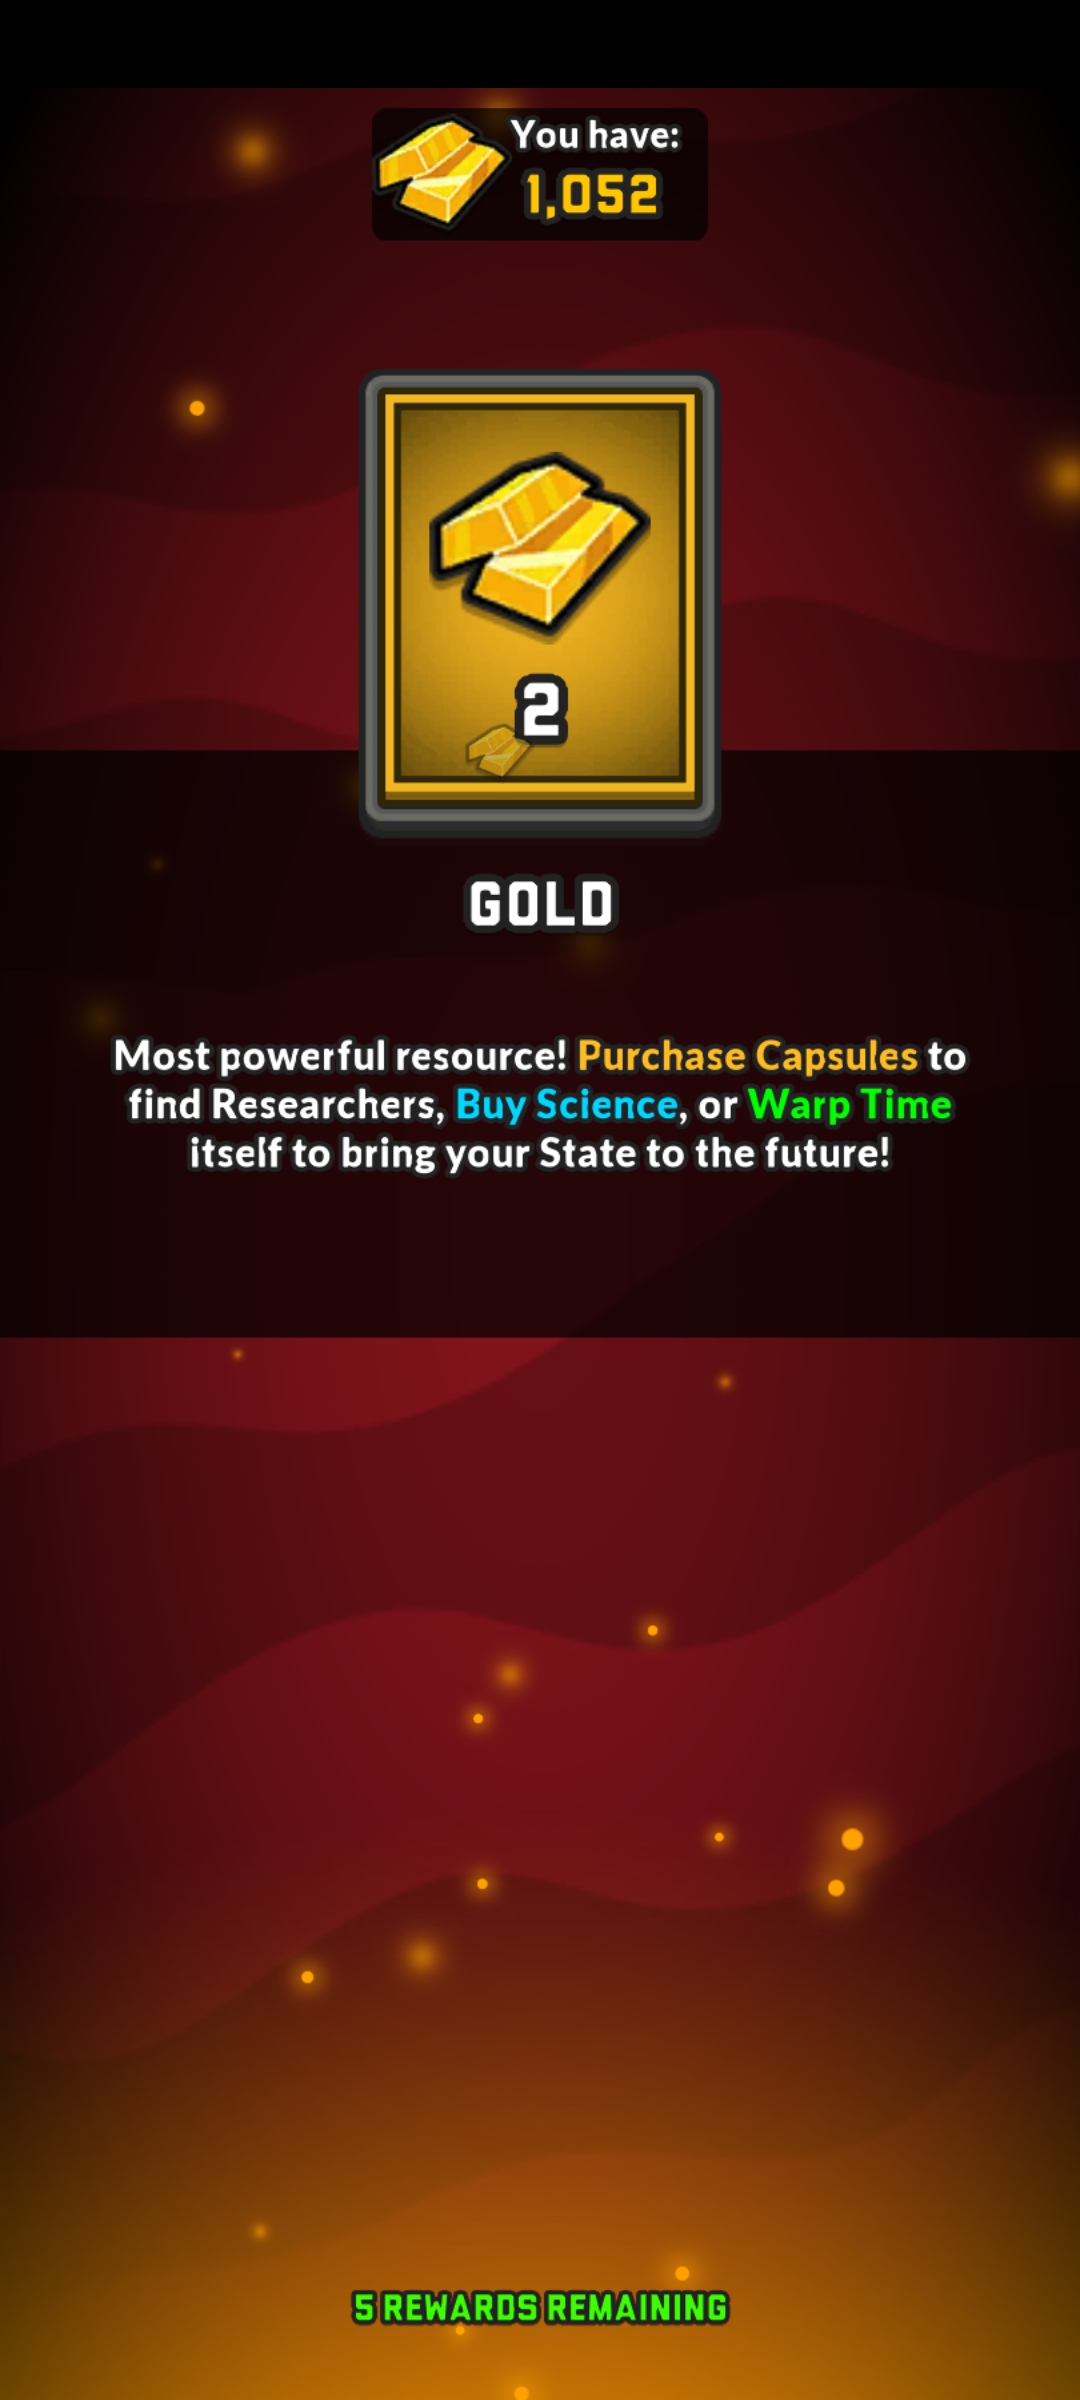 You have:
1,052
2
GOLD
Most powerful resource! Purchase Capsules to
find Researchers, Buy Science, or Warp Time
itself to bring your State to the future!
5 REWARDS REMAINING